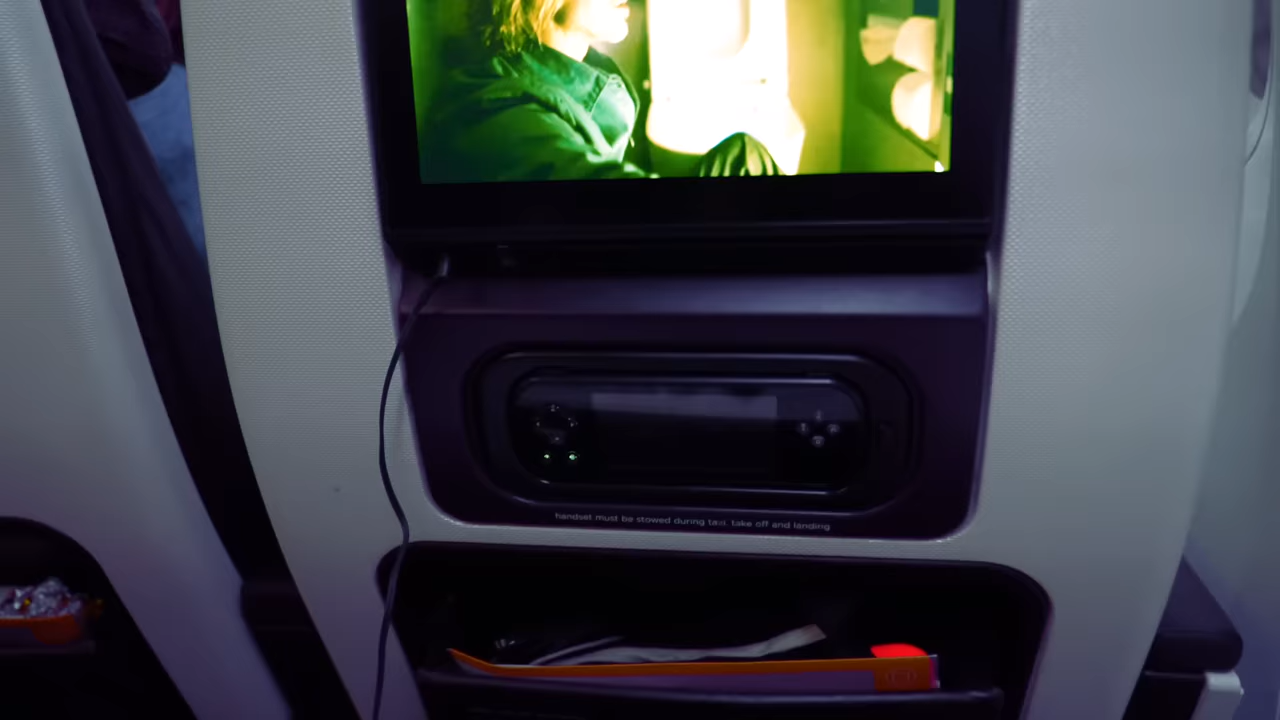 handset must be stowed during taxi, take off and landing